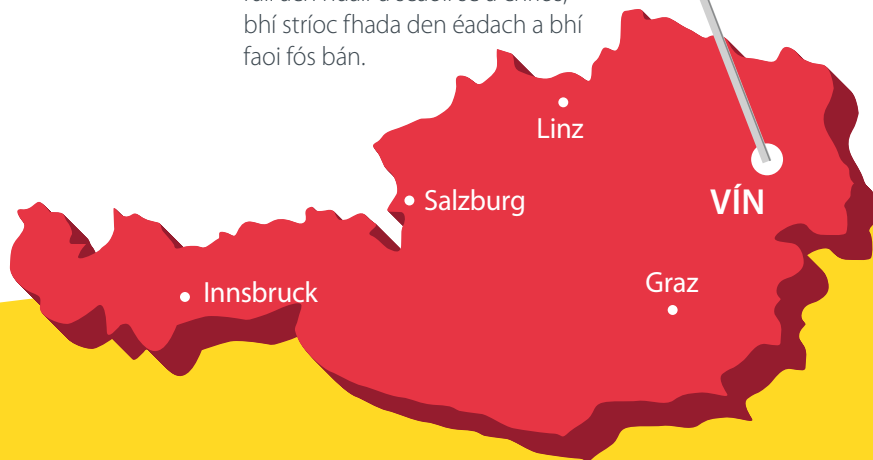 bhí stríoc fhada den éadach a bhí
faoi fós bán.
Linz
Salzburg
VÍN
Graz
Innsbruck